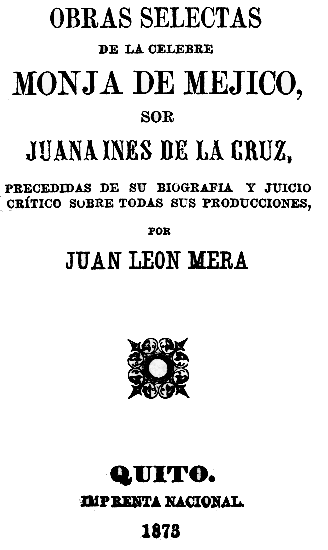 OBRAS SELECTAS
DE LA CELEBRE
MONJA DE MEJICO,
SOR
JUANA INES DE LA CRUZ,
PRECEDIDAS DE SU BIOGRAFIA Y JUICIO
CRÍTICO SOBRE TODAS SUS PRODUCCIONES,
POR
JUAN LEON MERA
QUITO.
IMPRENTA NACIONAL.
1873